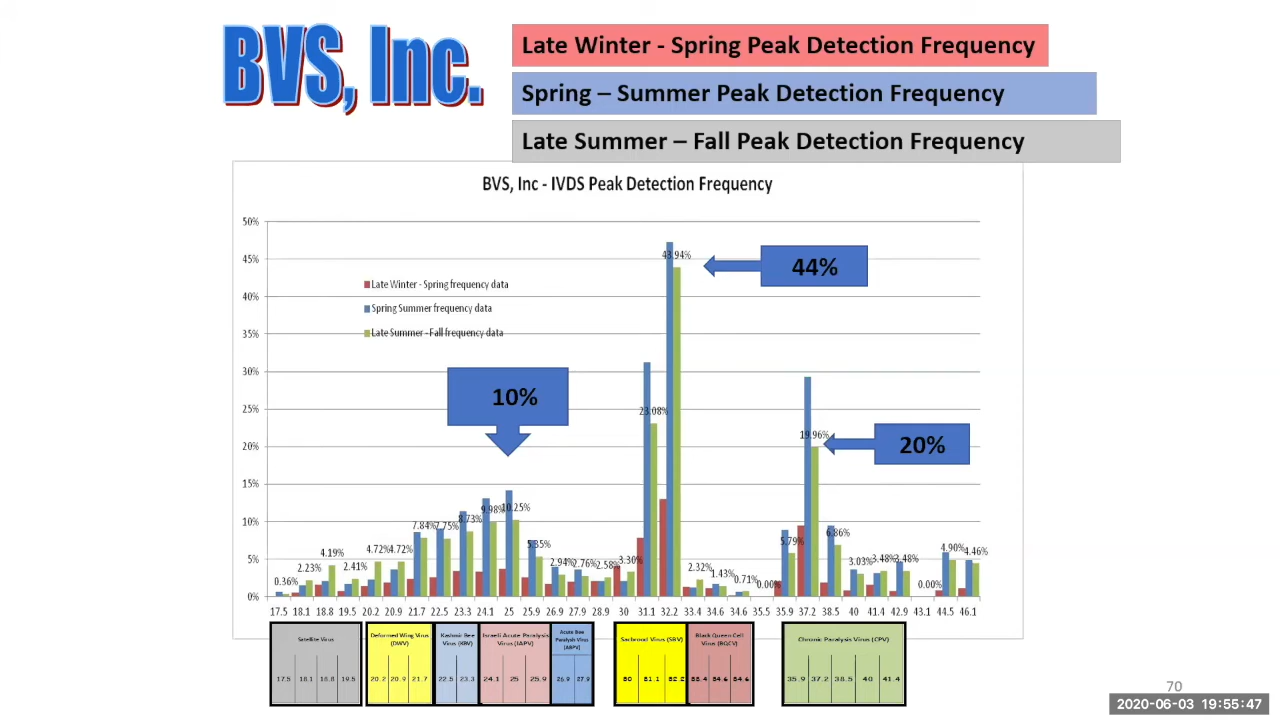 BVS, Inc.
Late Winter - Spring Peak Detection Frequency
Spring – Summer Peak Detection Frequency
Late Summer – Fall Peak Detection Frequency
BVS, Inc - IVDS Peak Detection Frequency
50%
45%
40%
35%
30%
25%
20%
15%
10%
5%
0%
Late Winter - Spring frequency data
Spring Summer frequency data
Late Summer - Fall frequency data
44%
10%
20%
0.36%
2.23%
4.19%
2.41%
4.72%
4.72%
7.84%
7.75%
8.73%
9.98%
10.25%
5.35%
2.94%
2.76%
2.58%
3.30%
23.08%
43.94%
2.32%
1.43%
0.71%
0.00%
5.79%
19.96%
6.86%
3.03%
3.48%
3.48%
0.00%
4.90%
4.46%
17.5 18.1 18.8 19.5 20.2 20.9 21.7 22.5 23.3 24.1 25 25.9 26.9 27.9 28.9 30 31.1 32.2 33.4 34.6 34.6 35.5 35.9 37.2 38.5 40 41.4 42.9 43.1 44.5 46.1
Satellite Virus
17.5 18.1 18.8 19.5
Deformed Wing Virus
(DWV)
20.2 20.9 21.7
Kashmir Bee
Virus (KBV)
22.5 23.3
Israeli Acute Paralysis
Virus (IAPV)
24.1 25 25.9
Acute Bee
Paralysis Virus
(ABPV)
26.9 27.9
Sacbrood Virus (SBV)
30 31.1 32.2
Black Queen Cell
Virus (BQCV)
33.4 34.6 34.6
Chronic Paralysis Virus (CPV)
35.9 37.2 38.5 40 41.4
70
2020-06-03 19:55:47